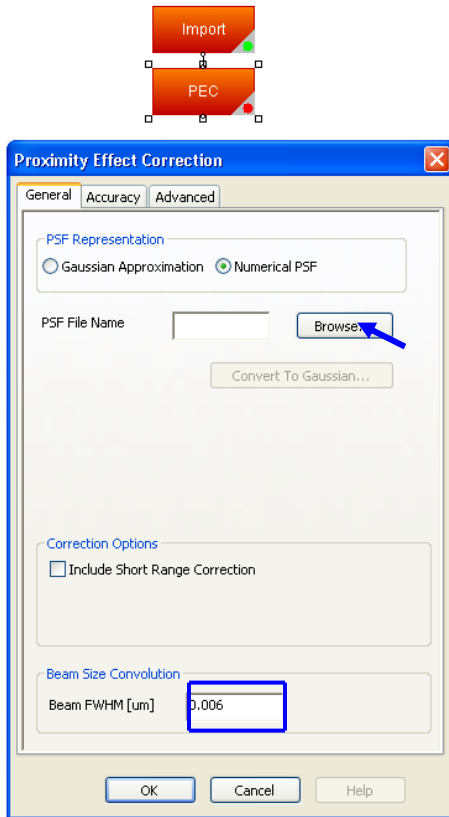 Import
PEC
Proximity Effect Correction
General Accuracy Advanced
PSF Representation
Gaussian Approximation Numerical PSF
PSF File Name Browse...
Convert To Gaussian...
Correction Options
Include Short Range Correction
Beam Size Convolution
Beam FWHM [um] 0.006
OK Cancel Help